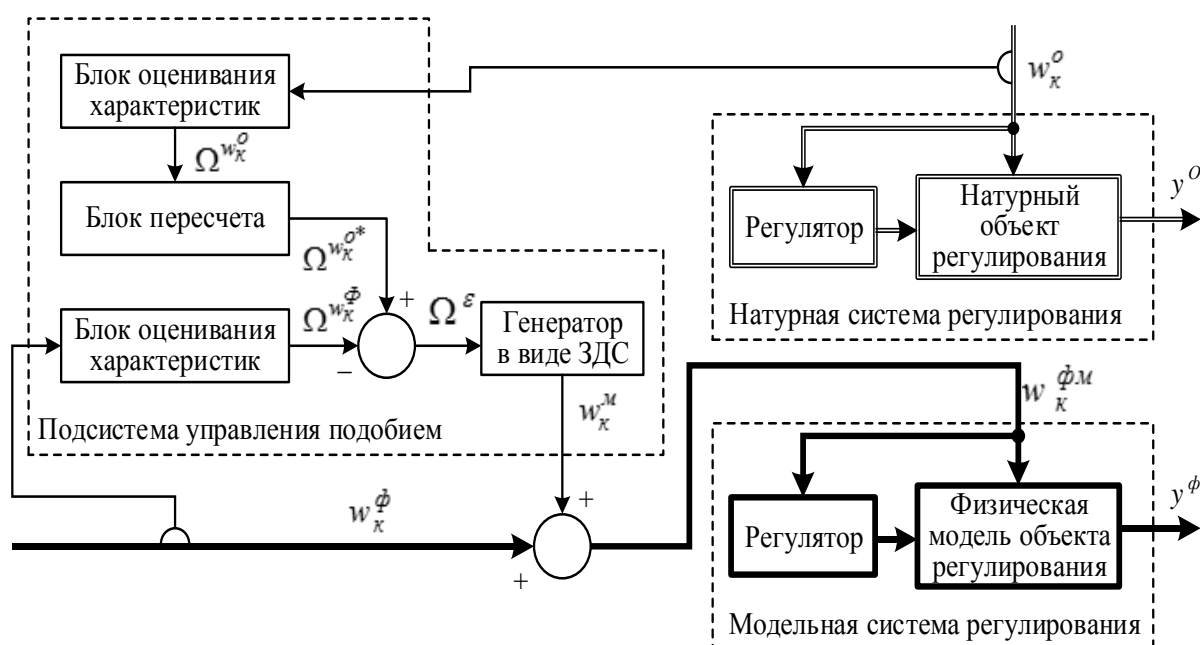 Блок оценивания
характеристик
w_к^о
Ω^{w_к^о}
Блок пересчета
Ω^{w_к^{о*}}
Регулятор
Натурный
объект
регулирования
y^О
Натурная система регулирования
Блок оценивания
характеристик
Ω^{w_к^Ф}
+
−
Ω^ε
Генератор
в виде ЗДС
w_к^м
Подсистема управления подобием
w_к^{фм}
w_к^ф
+
+
Регулятор
Физическая
модель объекта
регулирования
y^ф
Модельная система регулирования